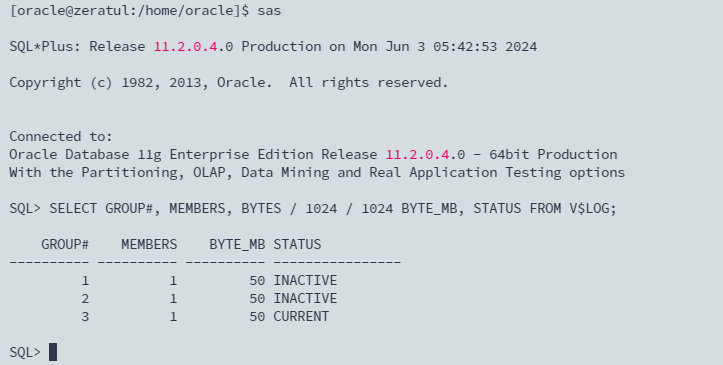 [oracle@zeratul:/home/oracle]$ sas
SQL*Plus: Release 11.2.0.4.0 Production on Mon Jun 3 05:42:53 2024
Copyright (c) 1982, 2013, Oracle.  All rights reserved.
Connected to:
Oracle Database 11g Enterprise Edition Release 11.2.0.4.0 - 64bit Production
With the Partitioning, OLAP, Data Mining and Real Application Testing options
SQL> SELECT GROUP#, MEMBERS, BYTES / 1024 / 1024 BYTE_MB, STATUS FROM V$LOG;
    GROUP#    MEMBERS    BYTE_MB STATUS
---------- ---------- ---------- ----------------
         1          1         50 INACTIVE
         2          1         50 INACTIVE
         3          1         50 CURRENT
SQL>